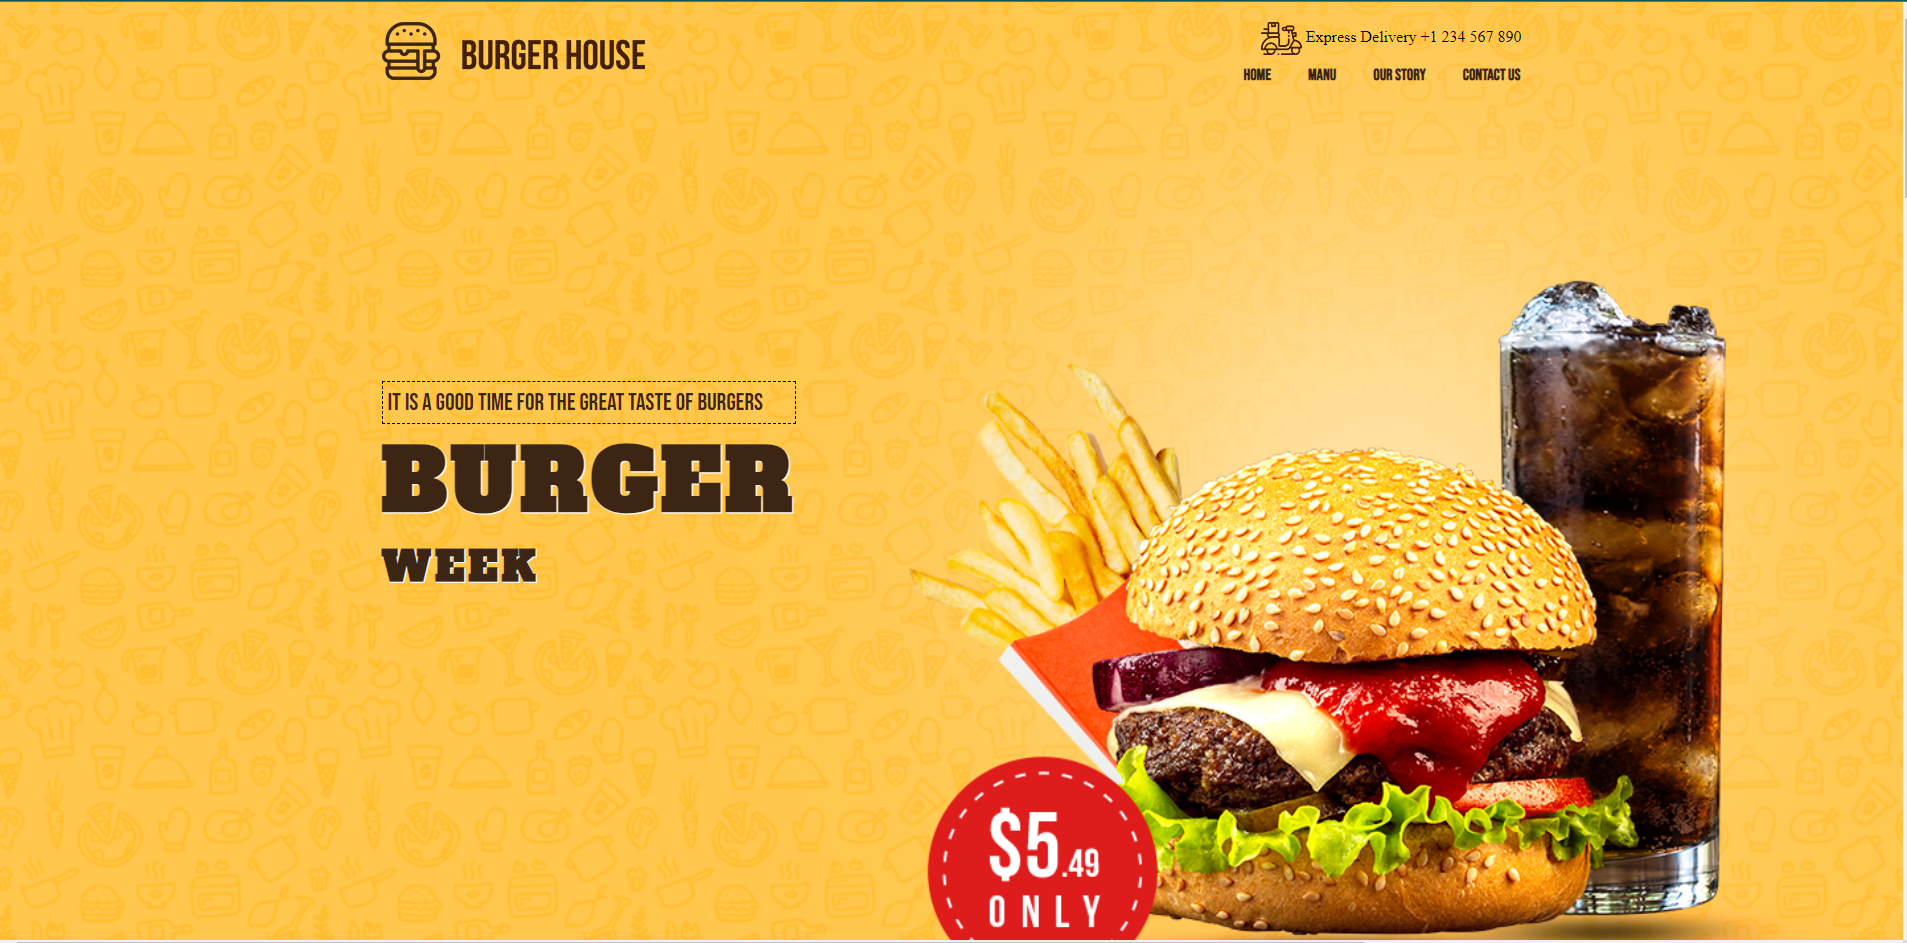 BURGER HOUSE
Express Delivery +1 234 567 890
HOME MANU OUR STORY CONTACT US
IT IS A GOOD TIME FOR THE GREAT TASTE OF BURGERS
BURGER
WEEK
$5.49
ONLY